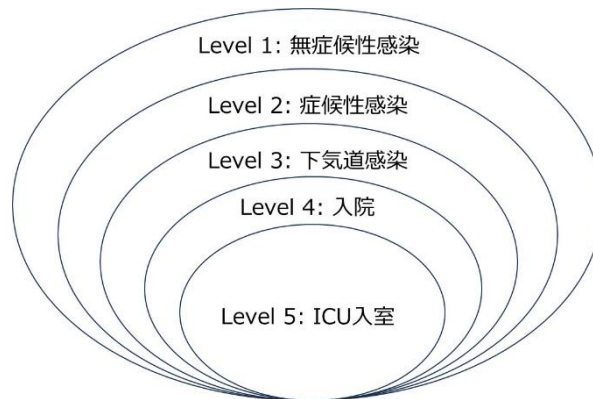 Level 1: 無症候性感染
Level 2: 症候性感染
Level 3: 下気道感染
Level 4: 入院
Level 5: ICU入室